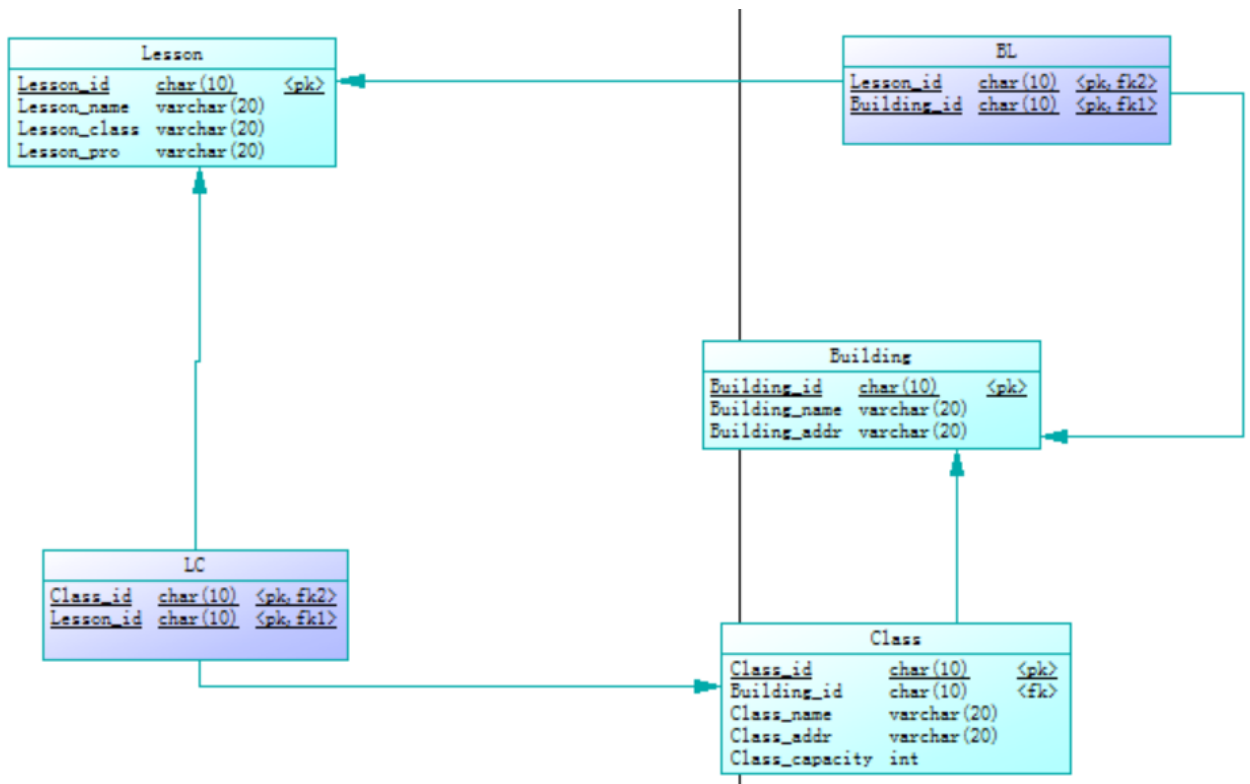 Lesson
Lesson_id char(10) <pk>
Lesson_name varchar(20)
Lesson_class varchar(20)
Lesson_pro varchar(20)
BL
Lesson_id char(10) <pk,fk2>
Building_id char(10) <pk,fk1>
Building
Building_id char(10) <pk>
Building_name varchar(20)
Building_addr varchar(20)
LC
Class_id char(10) <pk,fk2>
Lesson_id char(10) <pk,fk1>
Class
Class_id char(10) <pk>
Building_id char(10) <fk>
Class_name varchar(20)
Class_addr varchar(20)
Class_capacity int